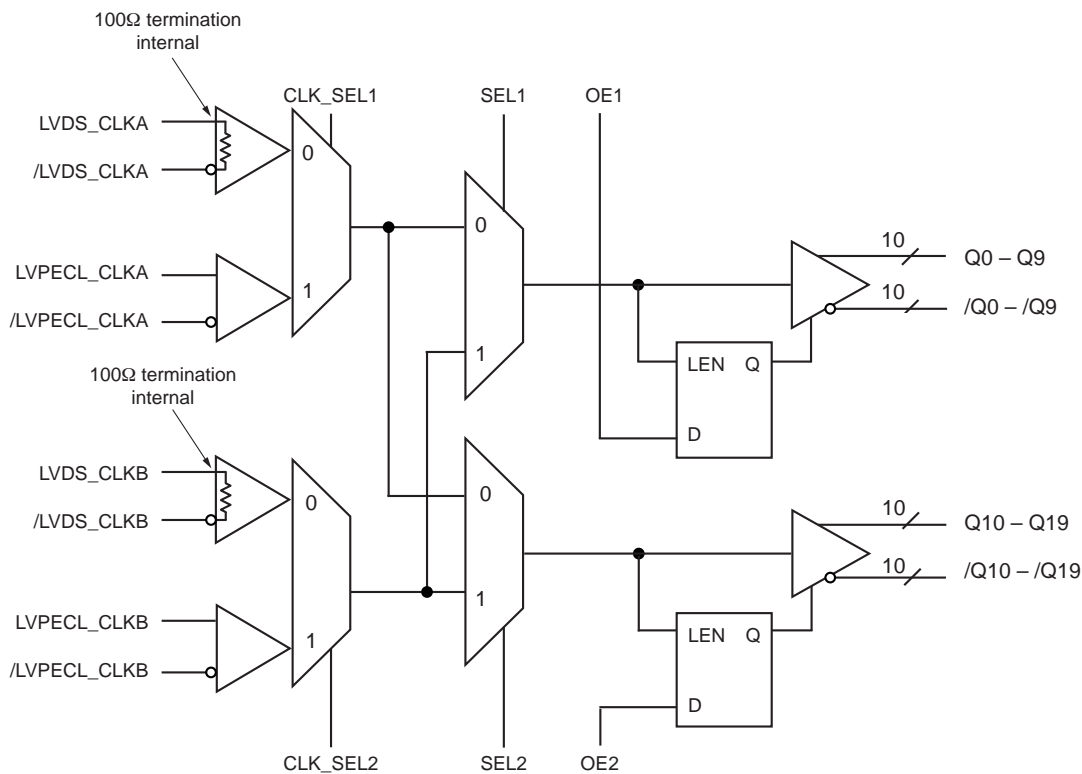 100Ω termination
internal
CLK_SEL1
SEL1
OE1
LVDS_CLKA
/LVDS_CLKA
0
LVPECL_CLKA
/LVPECL_CLKA
1
0
1
10
Q0 – Q9
10
/Q0 – /Q9
LEN Q
D
100Ω termination
internal
LVDS_CLKB
/LVDS_CLKB
0
LVPECL_CLKB
/LVPECL_CLKB
1
0
1
10
Q10 – Q19
10
/Q10 – /Q19
LEN Q
D
CLK_SEL2
SEL2
OE2